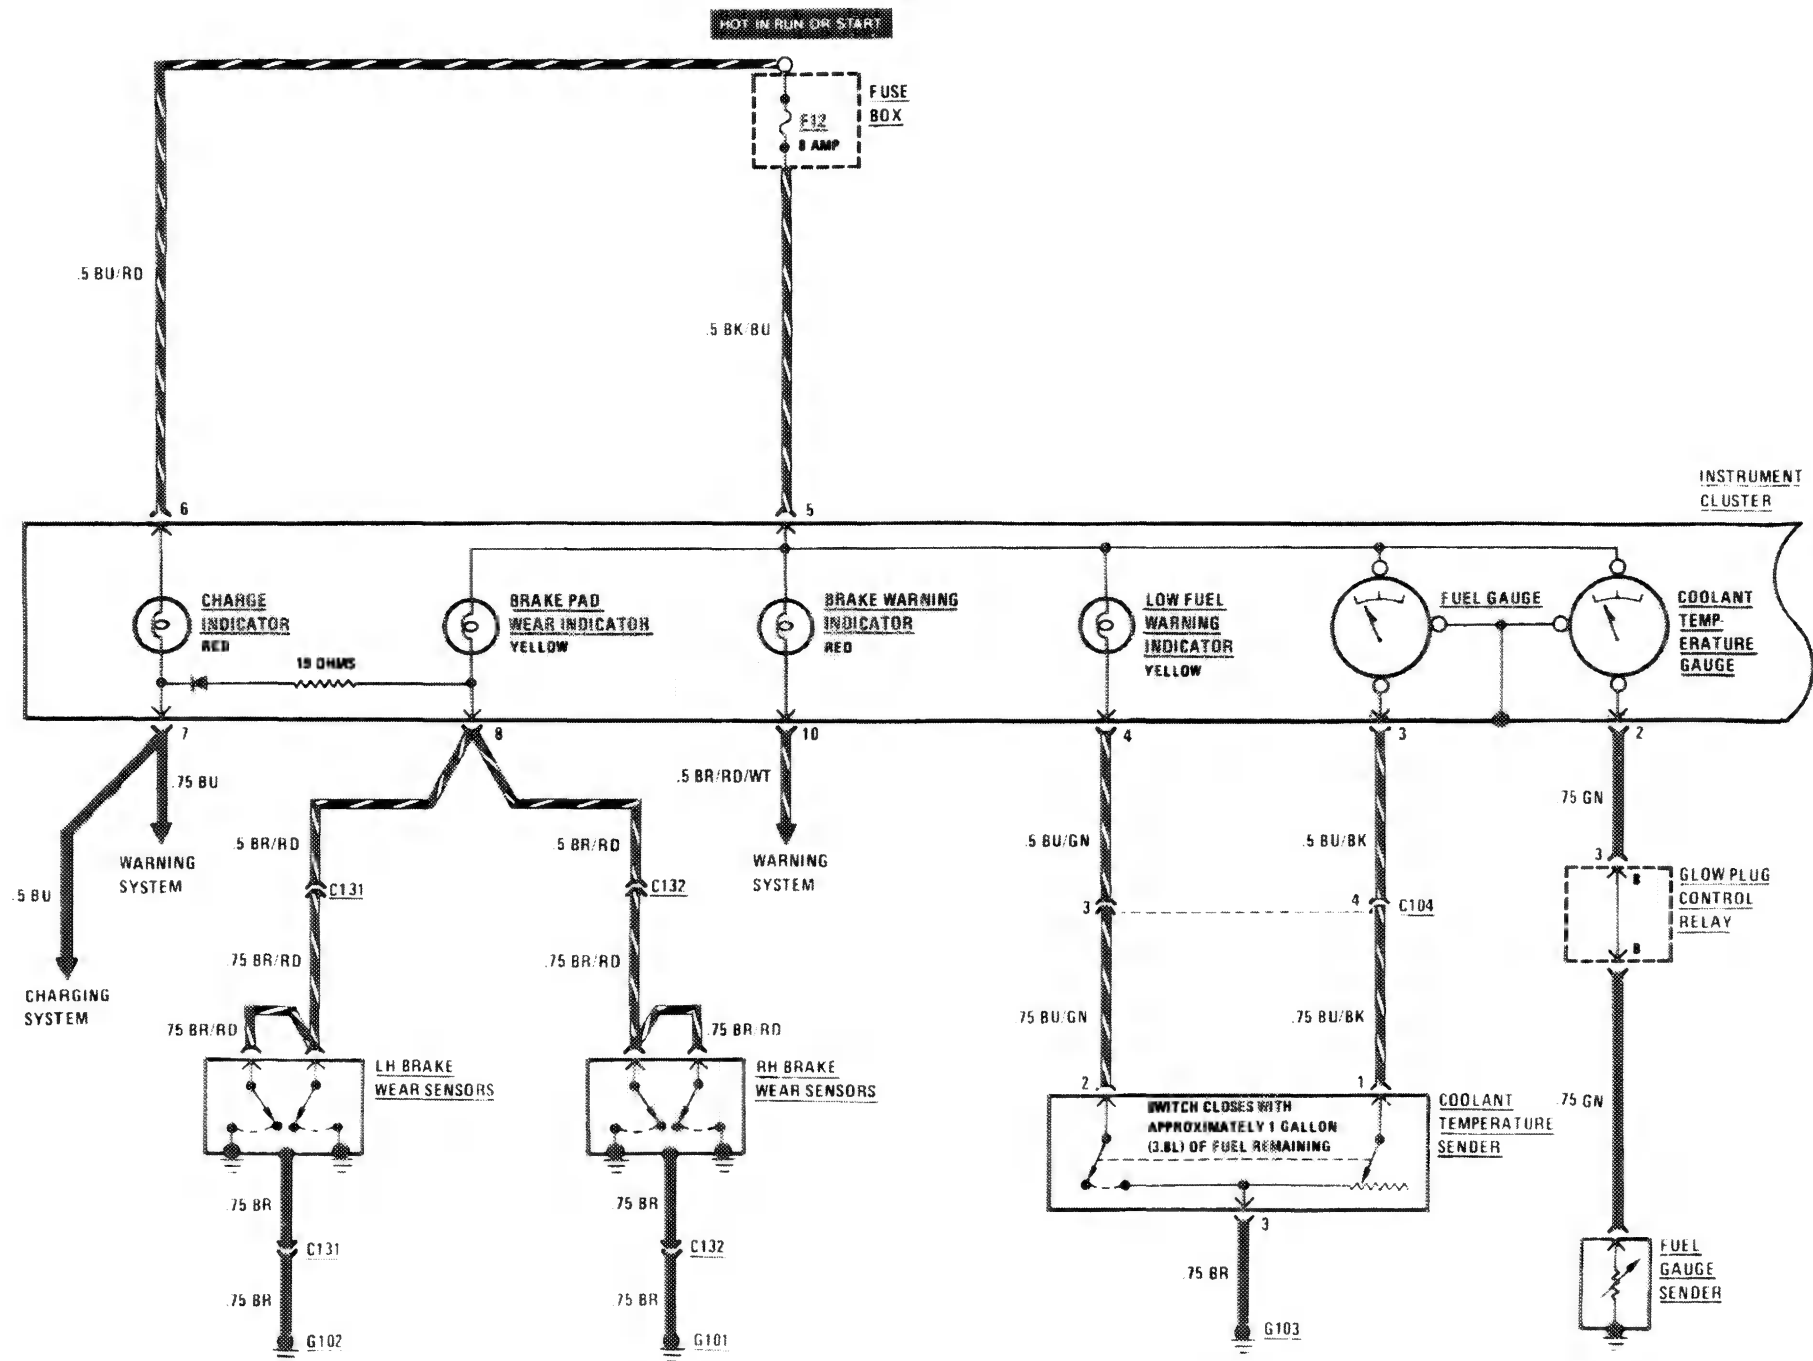 HOT IN RUN OR START
FUSE
BOX
F12
8 AMP
.5 BU/RD
.5 BK/BU
INSTRUMENT
CLUSTER
6
5
CHARGE
INDICATOR
RED
BRAKE PAD
WEAR INDICATOR
YELLOW
BRAKE WARNING
INDICATOR
RED
LOW FUEL
WARNING
INDICATOR
YELLOW
FUEL GAUGE
COOLANT
TEMP-
ERATURE
GAUGE
19 OHMS
7
8
10
4
3
2
.75 BU
.5 BR/RD/WT
75 GN
.5 BR/RD
.5 BR/RD
.5 BU/GN
.5 BU/BK
WARNING
SYSTEM
WARNING
SYSTEM
.5 BU
C131
C132
3
4
C104
3
8
8
GLOW PLUG
CONTROL
RELAY
.75 BR/RD
.75 BR/RD
CHARGING
SYSTEM
75 BR/RD
.75 BR/RD
75 BU/GN
.75 BU/BK
LH BRAKE
WEAR SENSORS
RH BRAKE
WEAR SENSORS
2
1
SWITCH CLOSES WITH
APPROXIMATELY 1 GALLON
(3.8L) OF FUEL REMAINING
COOLANT
TEMPERATURE
SENDER
.75 GN
.75 BR
.75 BR
3
C131
C132
.75 BR
.75 BR
.75 BR
FUEL
GAUGE
SENDER
G102
G101
G103